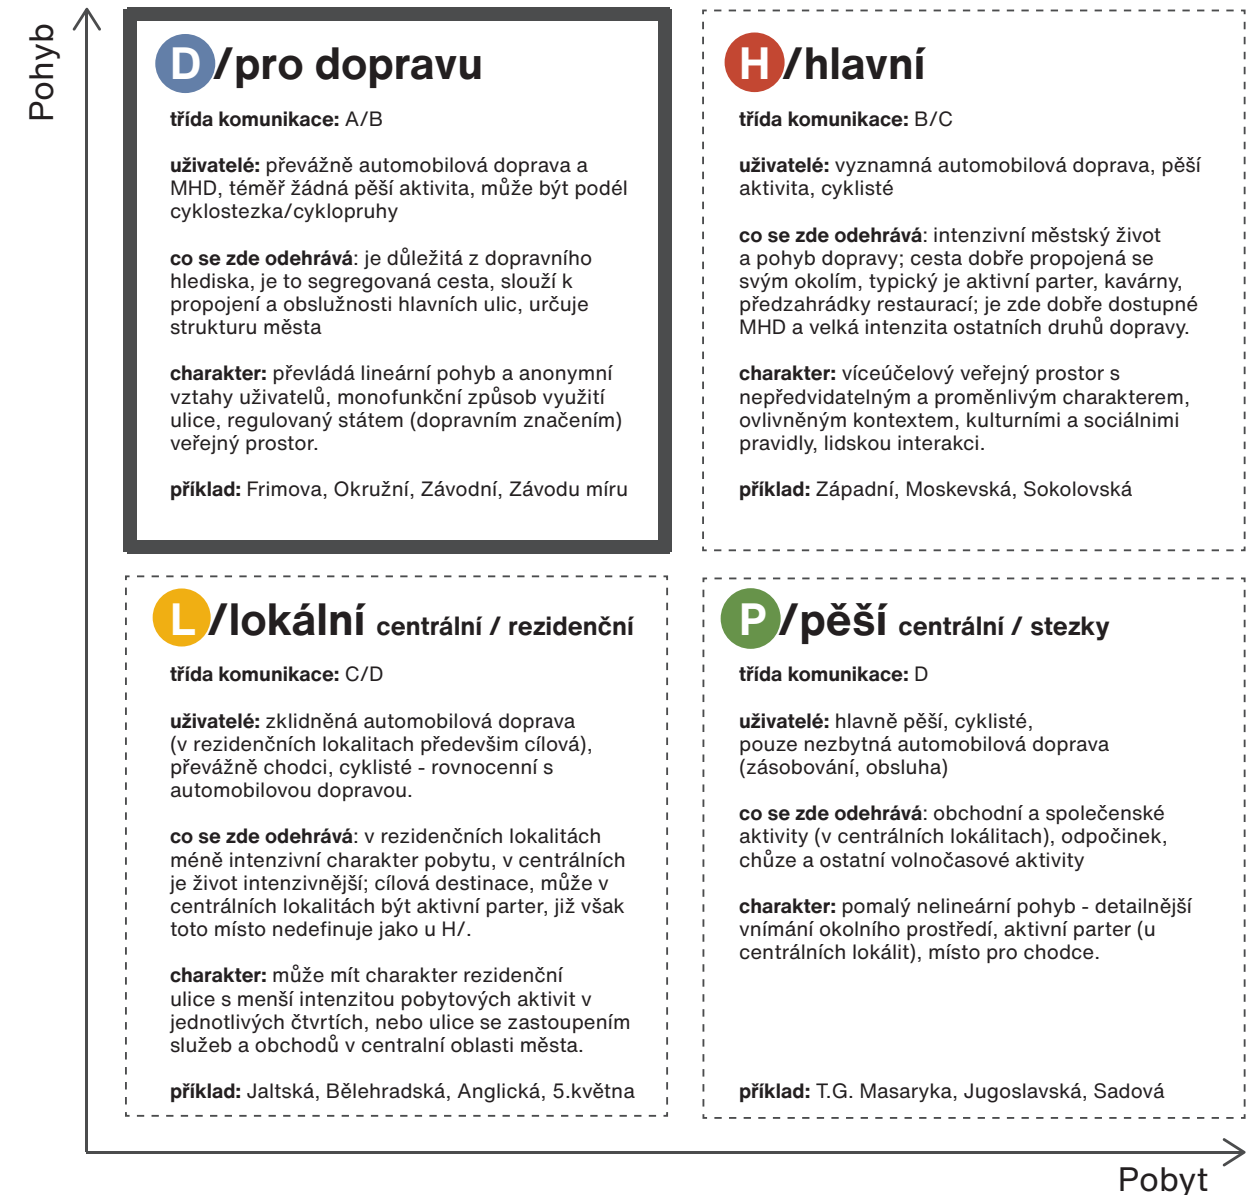 Pohyb
D/pro dopravu
třída komunikace: A/B
uživatelé: převážně automobilová doprava a
MHD, téměř žádná pěší aktivita, může být podél
cyklostezka/cyklopruhy
co se zde odehrává: je důležitá z dopravního
hlediska, je to segregovaná cesta, slouží k
propojení a obslužnosti hlavních ulic, určuje
strukturu města
charakter: převládá lineární pohyb a anonymní
vztahy uživatelů, monofunkční způsob využití
ulice, regulovaný státem (dopravním značením)
veřejný prostor.
příklad: Frimova, Okružní, Závodní, Závodu míru
H/hlavní
třída komunikace: B/C
uživatelé: vyznamná automobilová doprava, pěší
aktivita, cyklisté
co se zde odehrává: intenzivní městský život
a pohyb dopravy; cesta dobře propojená se
svým okolím, typický je aktivní parter, kavárny,
předzahrádky restaurací; je zde dobře dostupné
MHD a velká intenzita ostatních druhů dopravy.
charakter: víceúčelový veřejný prostor s
nepředvidatelným a proměnlivým charakterem,
ovlivněným kontextem, kulturními a sociálnimi
pravidly, lidskou interakci.
příklad: Západní, Moskevská, Sokolovská
L/lokální centrální / rezidenční
třída komunikace: C/D
uživatelé: zklidněná automobilová doprava
(v rezidenčních lokalitach především cílová),
převážně chodci, cyklisté - rovnocenní s
automobilovou dopravou.
co se zde odehrává: v rezidenčních lokalitách
méně intenzivní charakter pobytu, v centrálních
je život intenzivnější; cílová destinace, může v
centrálních lokalitách být aktivní parter, již však
toto místo nedefinuje jako u H/.
charakter: může mít charakter rezidenční
ulice s menší intenzitou pobytových aktivit v
jednotlivých čtvrtích, nebo ulice se zastoupením
služeb a obchodů v centralní oblasti města.
příklad: Jaltská, Bělehradská, Anglická, 5.května
P/pěší centrální / stezky
třída komunikace: D
uživatelé: hlavně pěší, cyklisté,
pouze nezbytná automobilová doprava
(zásobování, obsluha)
co se zde odehrává: obchodní a společenské
aktivity (v centrálních lokálitach), odpočinek,
chůze a ostatní volnočasové aktivity
charakter: pomalý nelineární pohyb - detailnější
vnímání okolního prostředí, aktivní parter (u
centrálních lokálit), místo pro chodce.
příklad: T.G. Masaryka, Jugoslavská, Sadová
Pobyt